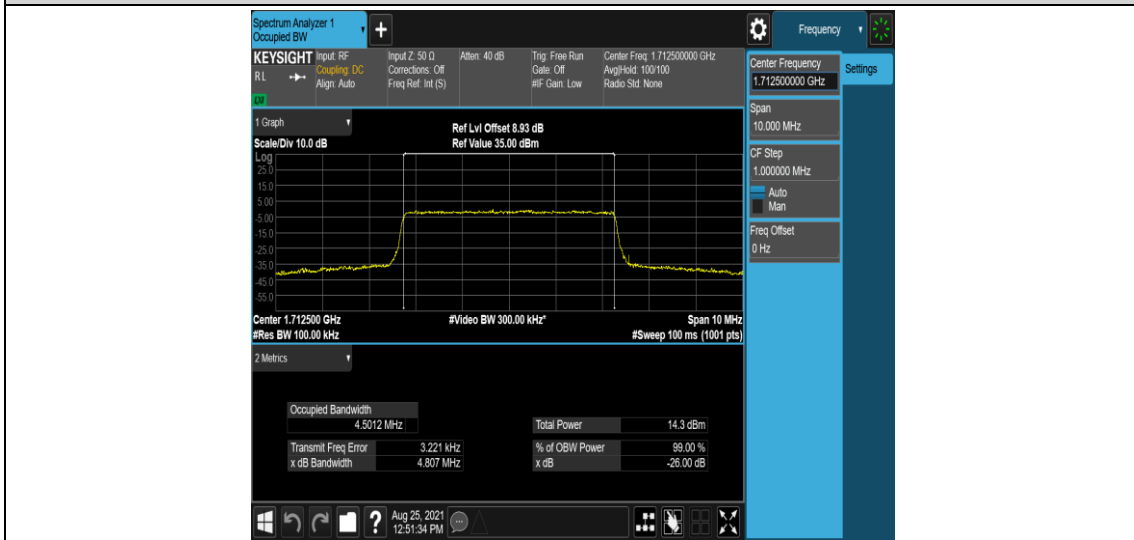 Spectrum Analyzer 1
Occupied BW
+
Frequency
KEYSIGHT
RL
LXI
Input: RF
Coupling: DC
Align: Auto
Input Z: 50 Ω
Corrections: Off
Freq Ref: Int (S)
Atten: 40 dB
Trig: Free Run
Gate: Off
#IF Gain: Low
Center Freq: 1.712500000 GHz
Avg|Hold: 100/100
Radio Std: None
Center Frequency
1.712500000 GHz
Settings
Span
10.000 MHz
CF Step
1.000000 MHz
Auto
Man
Freq Offset
0 Hz
1 Graph
Scale/Div 10.0 dB
Ref Lvl Offset 8.93 dB
Ref Value 35.00 dBm
Log
25.0
15.0
5.00
-5.00
-15.0
-25.0
-35.0
-45.0
-55.0
Center 1.712500 GHz
#Video BW 300.00 kHz*
Span 10 MHz
#Res BW 100.00 kHz
#Sweep 100 ms (1001 pts)
2 Metrics
Occupied Bandwidth
4.5012 MHz
Total Power 14.3 dBm
Transmit Freq Error 3.221 kHz
% of OBW Power 99.00 %
x dB Bandwidth 4.807 MHz
x dB -26.00 dB
?
Aug 25, 2021
12:51:34 PM